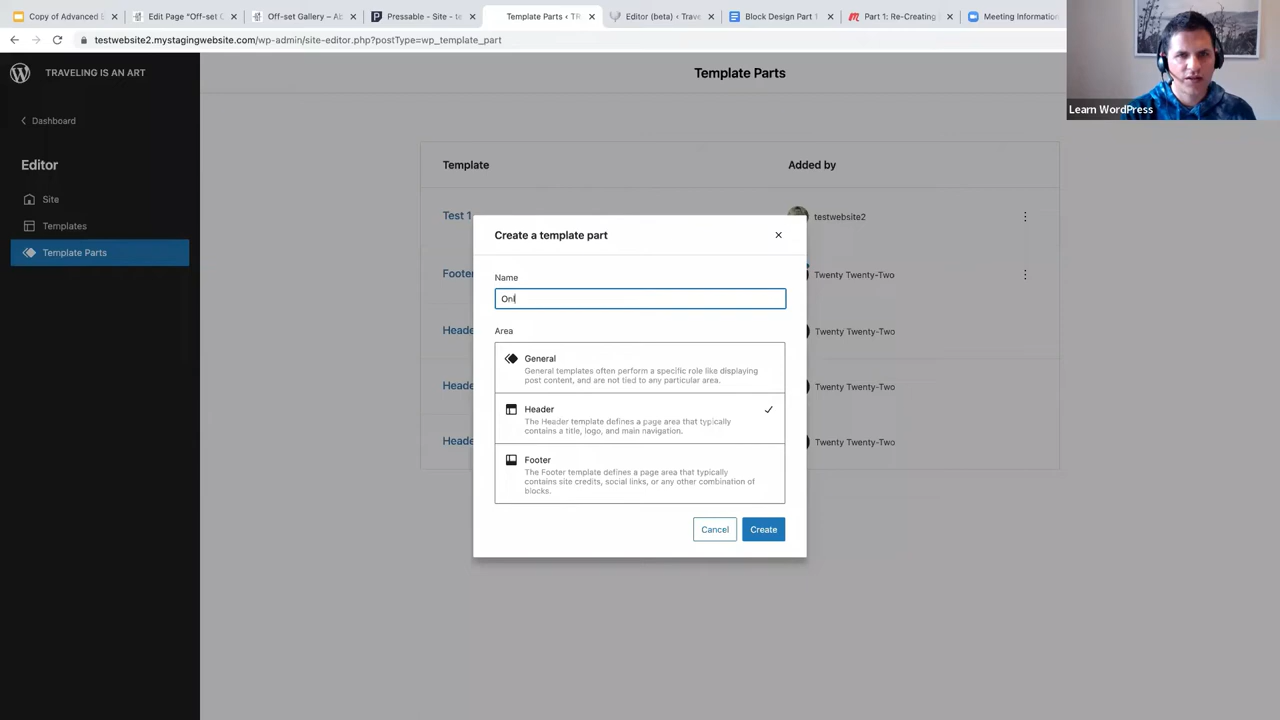 Copy of Advanced B
Edit Page "Off-set G
Off-set Gallery – Ab
Pressable - Site - te
Template Parts ‹ TR
Editor (beta) ‹ Trave
Block Design Part 1
Part 1: Re-Creating
Meeting Information
testwebsite2.mystagingwebsite.com/wp-admin/site-editor.php?postType=wp_template_part
Learn WordPress
TRAVELING IS AN ART
Template Parts
Dashboard
Editor
Site
Templates
Template Parts
Template
Added by
Test 1
testwebsite2
Footer
Twenty Twenty-Two
Heade
Twenty Twenty-Two
Heade
Twenty Twenty-Two
Heade
Twenty Twenty-Two
Create a template part
Name
Onl
Area
General
General templates often perform a specific role like displaying
post content, and are not tied to any particular area.
Header
The Header template defines a page area that typically
contains a title, logo, and main navigation.
Footer
The Footer template defines a page area that typically
contains site credits, social links, or any other combination of
blocks.
Cancel
Create